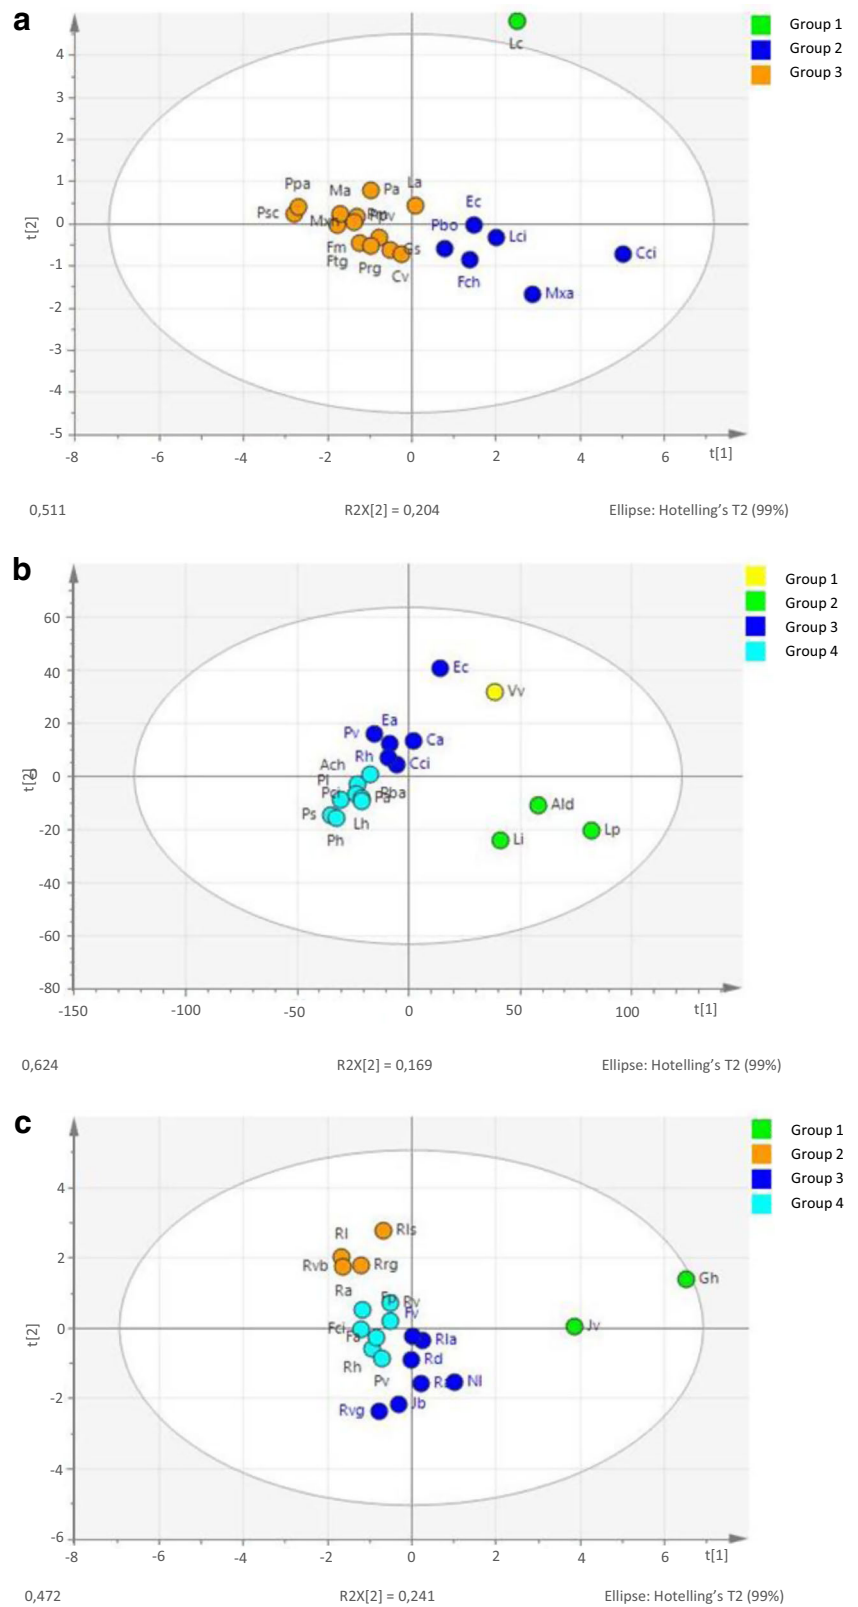 a
Group 1
Group 2
Group 3
Lc
4
3
2
1
0
-1
-2
-3
-4
-5
t[2]
Ppa
Ma
Pa
La
Psc
Ec
Pbo
Lci
Fm
Gs
Cci
Ftg
Prg
Cv
Fch
Mxa
-8 -6 -4 -2 0 2 4 6 t[1]
0,511 R2X[2] = 0,204 Ellipse: Hotelling's T2 (99%)
b
Group 1
Group 2
Group 3
Group 4
60
40
20
0
-20
-40
-60
-80
Ec
Vv
Ea
Pv
Ca
Rh
Cci
Ach
Pl
Ps
Lh
Ph
Ald
Lp
Li
-150 -100 -50 0 50 100 t[1]
0,624 R2X[2] = 0,169 Ellipse: Hotelling's T2 (99%)
c
Group 1
Group 2
Group 3
Group 4
4
2
0
-2
-4
-6
t[2]
Rl
Rls
Rvb
Rrg
Gh
Ra
Fp
Rv
Fv
Fci
Fa
Rla
Jv
Rh
Rd
Pv
Nl
Rvg
Jb
-8 -6 -4 -2 0 2 4 6 t[1]
0,472 R2X[2] = 0,241 Ellipse: Hotelling's T2 (99%)